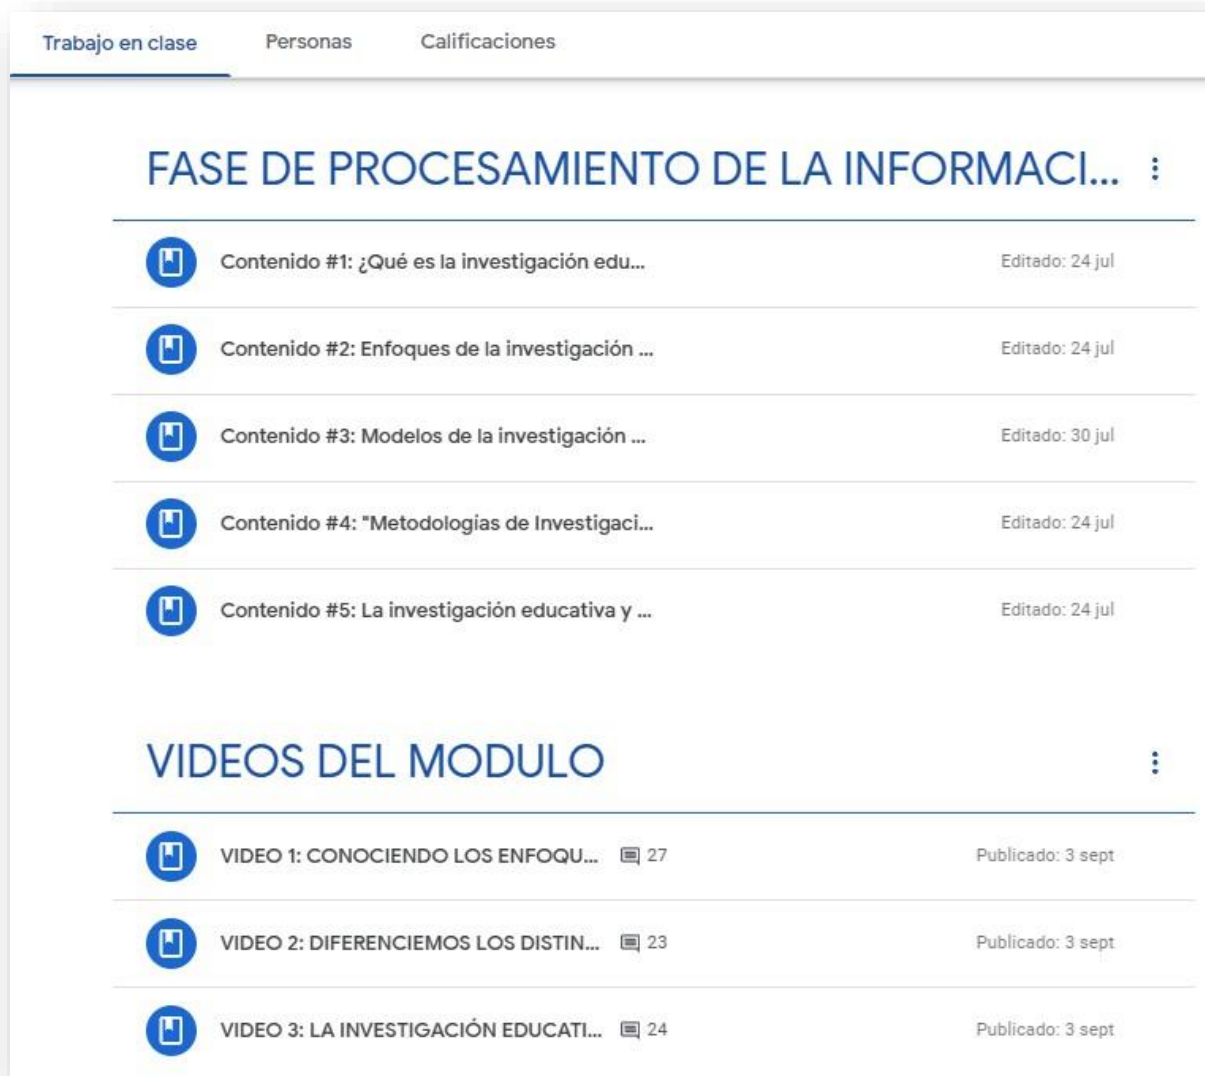 Trabajo en clase Personas Calificaciones
FASE DE PROCESAMIENTO DE LA INFORMACI...
Contenido #1: ¿Qué es la investigación edu... Editado: 24 jul
Contenido #2: Enfoques de la investigación ... Editado: 24 jul
Contenido #3: Modelos de la investigación ... Editado: 30 jul
Contenido #4: "Metodologías de Investigaci... Editado: 24 jul
Contenido #5: La investigación educativa y ... Editado: 24 jul
VIDEOS DEL MODULO
VIDEO 1: CONOCIENDO LOS ENFOQU... 27 Publicado: 3 sept
VIDEO 2: DIFERENCIEMOS LOS DISTIN... 23 Publicado: 3 sept
VIDEO 3: LA INVESTIGACIÓN EDUCATI... 24 Publicado: 3 sept